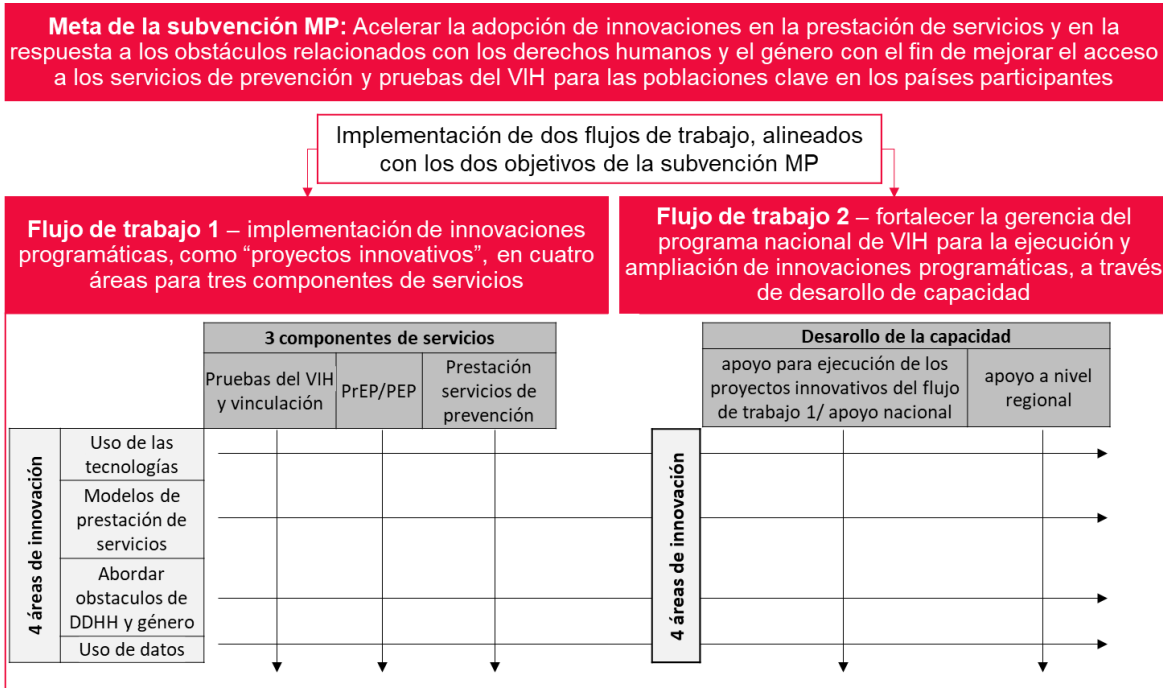 Meta de la subvención MP: Acelerar la adopción de innovaciones en la prestación de servicios y en la
respuesta a los obstáculos relacionados con los derechos humanos y el género con el fin de mejorar el acceso
a los servicios de prevención y pruebas del VIH para las poblaciones clave en los países participantes
Implementación de dos flujos de trabajo, alineados
con los dos objetivos de la subvención MP
Flujo de trabajo 1 – implementación de innovaciones
programáticas, como “proyectos innovativos”, en cuatro
áreas para tres componentes de servicios
Flujo de trabajo 2 – fortalecer la gerencia del
programa nacional de VIH para la ejecución y
ampliación de innovaciones programáticas, a través
de desarollo de capacidad
3 componentes de servicios
Pruebas del VIH
y vinculación
PrEP/PEP
Prestación
servicios de
prevención
4 áreas de innovación
Uso de las
tecnologías
Modelos de
prestación de
servicios
Abordar
obstaculos de
DDHH y género
Uso de datos
Desarollo de la capacidad
apoyo para ejecución de los
proyectos innovativos del flujo
de trabajo 1/ apoyo nacional
apoyo a nivel
regional
4 áreas de innovación